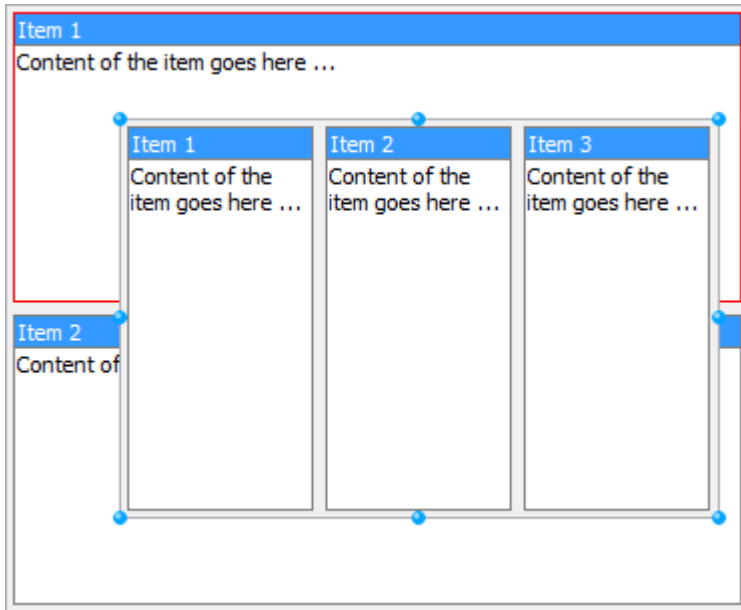 Item 1
Content of the item goes here ...
Item 1
Content of the
item goes here ...
Item 2
Content of the
item goes here ...
Item 3
Content of the
item goes here ...
Item 2
Content of